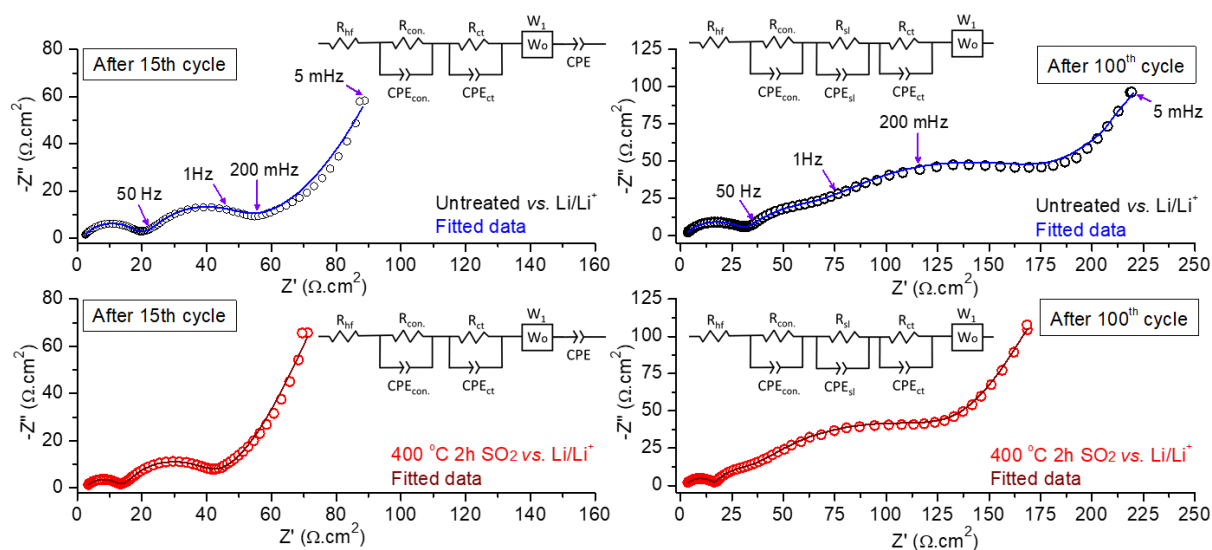 After 15th cycle
R_hf
R_con.
R_ct
W_1
Wo
CPE_con.
CPE_ct
CPE
5 mHz
50 Hz
1Hz
200 mHz
Untreated vs. Li/Li⁺
Fitted data
-Z" (Ω.cm²)
80
60
40
20
0
0 20 40 60 80 100 120 140 160
Z' (Ω.cm²)
After 100ᵗʰ cycle
R_hf
R_con.
R_sl
R_ct
W_1
Wo
CPE_con.
CPE_sl
CPE_ct
5 mHz
200 mHz
1Hz
50 Hz
Untreated vs. Li/Li⁺
Fitted data
-Z" (Ω.cm²)
125
100
75
50
25
0
0 25 50 75 100 125 150 175 200 225 250
Z' (Ω.cm²)
After 15th cycle
R_hf
R_con.
R_ct
W_1
Wo
CPE_con.
CPE_ct
CPE
400 °C 2h SO₂ vs. Li/Li⁺
Fitted data
-Z" (Ω.cm²)
80
60
40
20
0
0 20 40 60 80 100 120 140 160
Z' (Ω.cm²)
After 100ᵗʰ cycle
R_hf
R_con.
R_sl
R_ct
W_1
Wo
CPE_con.
CPE_sl
CPE_ct
400 °C 2h SO₂ vs. Li/Li⁺
Fitted data
-Z" (Ω.cm²)
125
100
75
50
25
0
0 25 50 75 100 125 150 175 200 225 250
Z' (Ω.cm²)